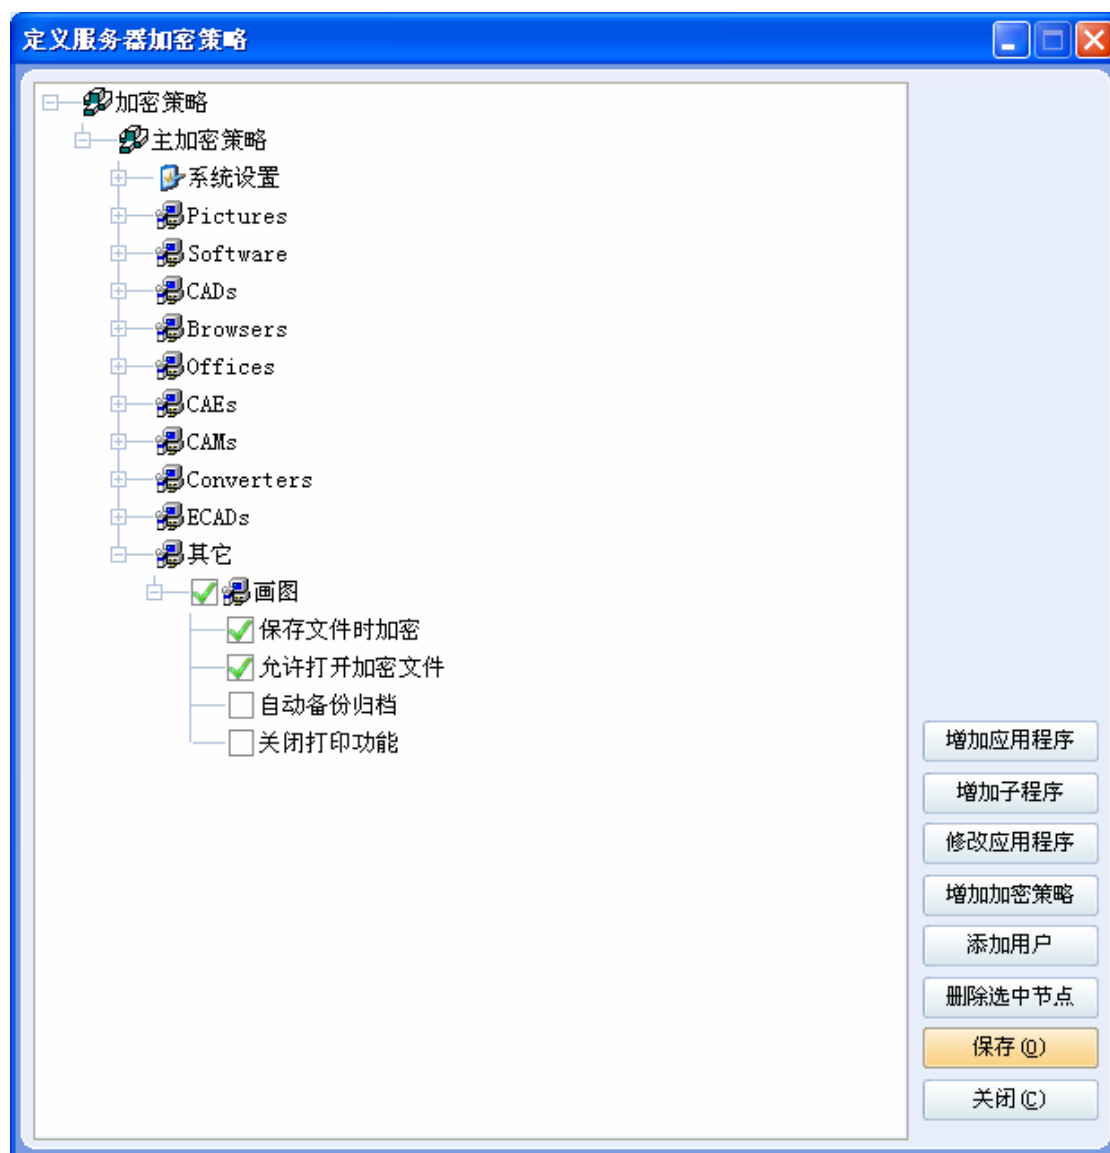 定义服务器加密策略
加密策略
主加密策略
系统设置
Pictures
Software
CADs
Browsers
Offices
CAEs
CAMs
Converters
ECADs
其它
画图
保存文件时加密
允许打开加密文件
自动备份归档
关闭打印功能
增加应用程序
增加子程序
修改应用程序
增加加密策略
添加用户
删除选中节点
保存(O)
关闭(C)